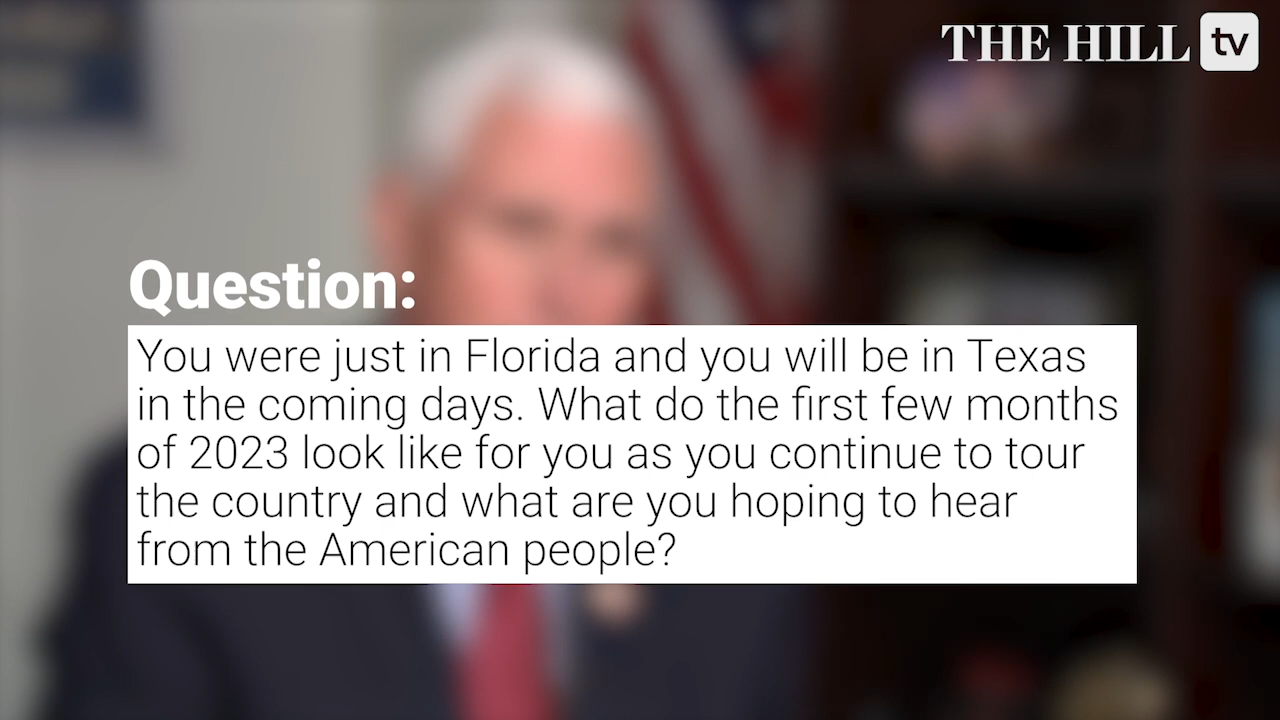 THE HILL tv
Question:
You were just in Florida and you will be in Texas
in the coming days. What do the first few months
of 2023 look like for you as you continue to tour
the country and what are you hoping to hear
from the American people?